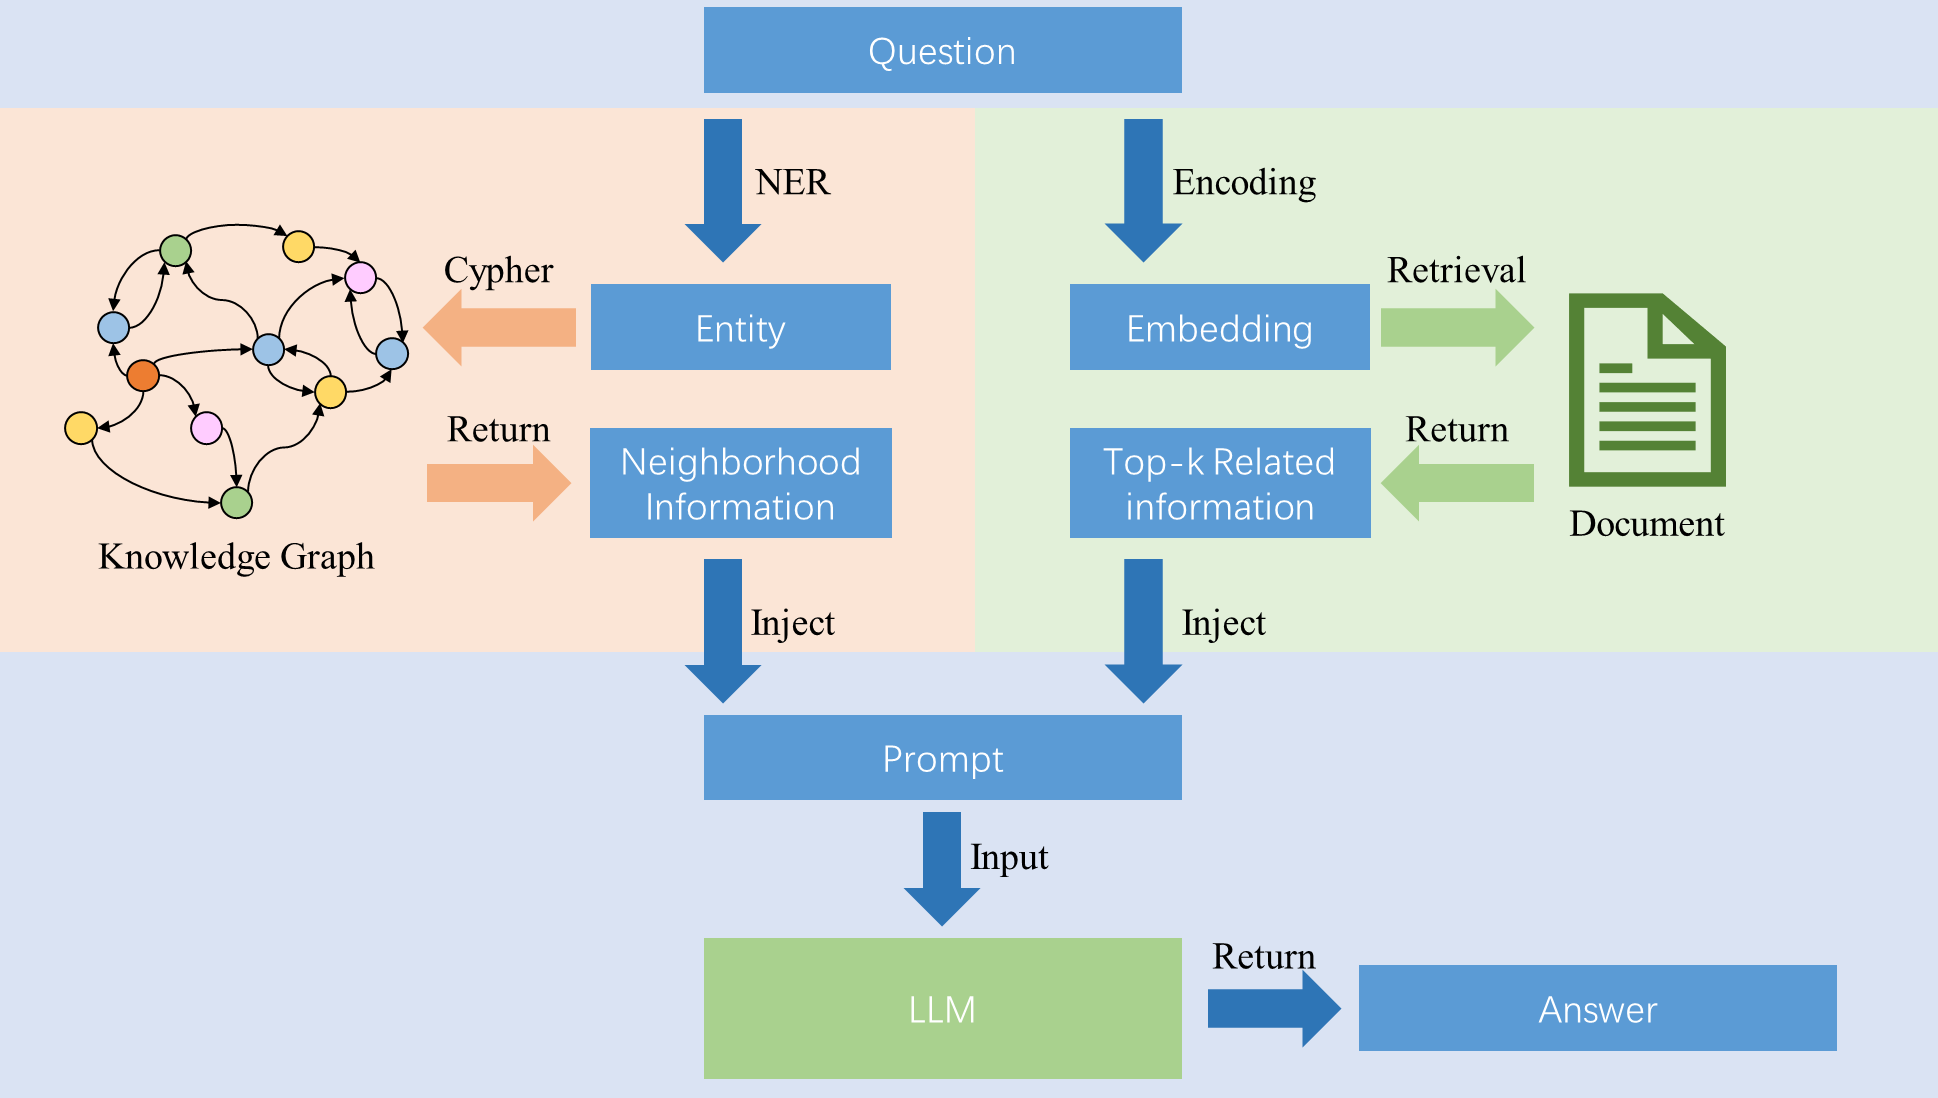 Question
NER
Encoding
Cypher
Entity
Embedding
Retrieval
Return
Neighborhood
Information
Top-k Related
information
Return
Knowledge Graph
Document
Inject
Inject
Prompt
Input
LLM
Return
Answer